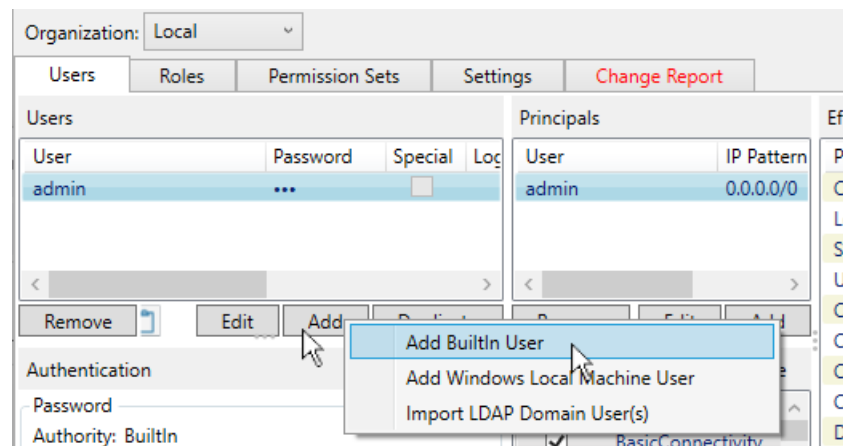 Organization: Local
Users Roles Permission Sets Settings Change Report
Users Principals
User Password Special User IP Pattern
admin ••• admin 0.0.0.0/0
Remove Edit Add
Add BuiltIn User
Authentication
Add Windows Local Machine User
Password
Import LDAP Domain User(s)
Authority: BuiltIn
BasicConnectivity